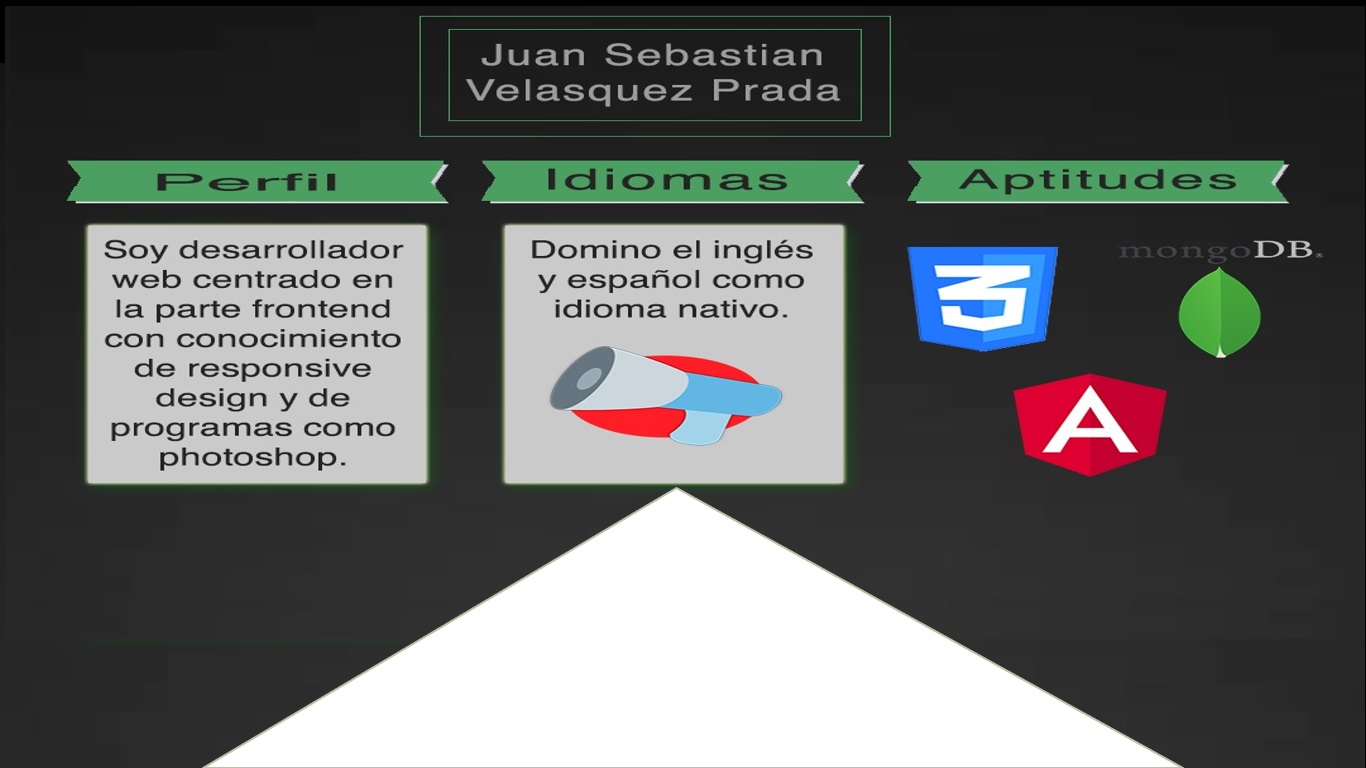 Juan Sebastian
Velasquez Prada
Perfil
Soy desarrollador
web centrado en
la parte frontend
con conocimiento
de responsive
design y de
programas como
photoshop.
Idiomas
Domino el inglés
y español como
idioma nativo.
Aptitudes
3
mongoDB.
A